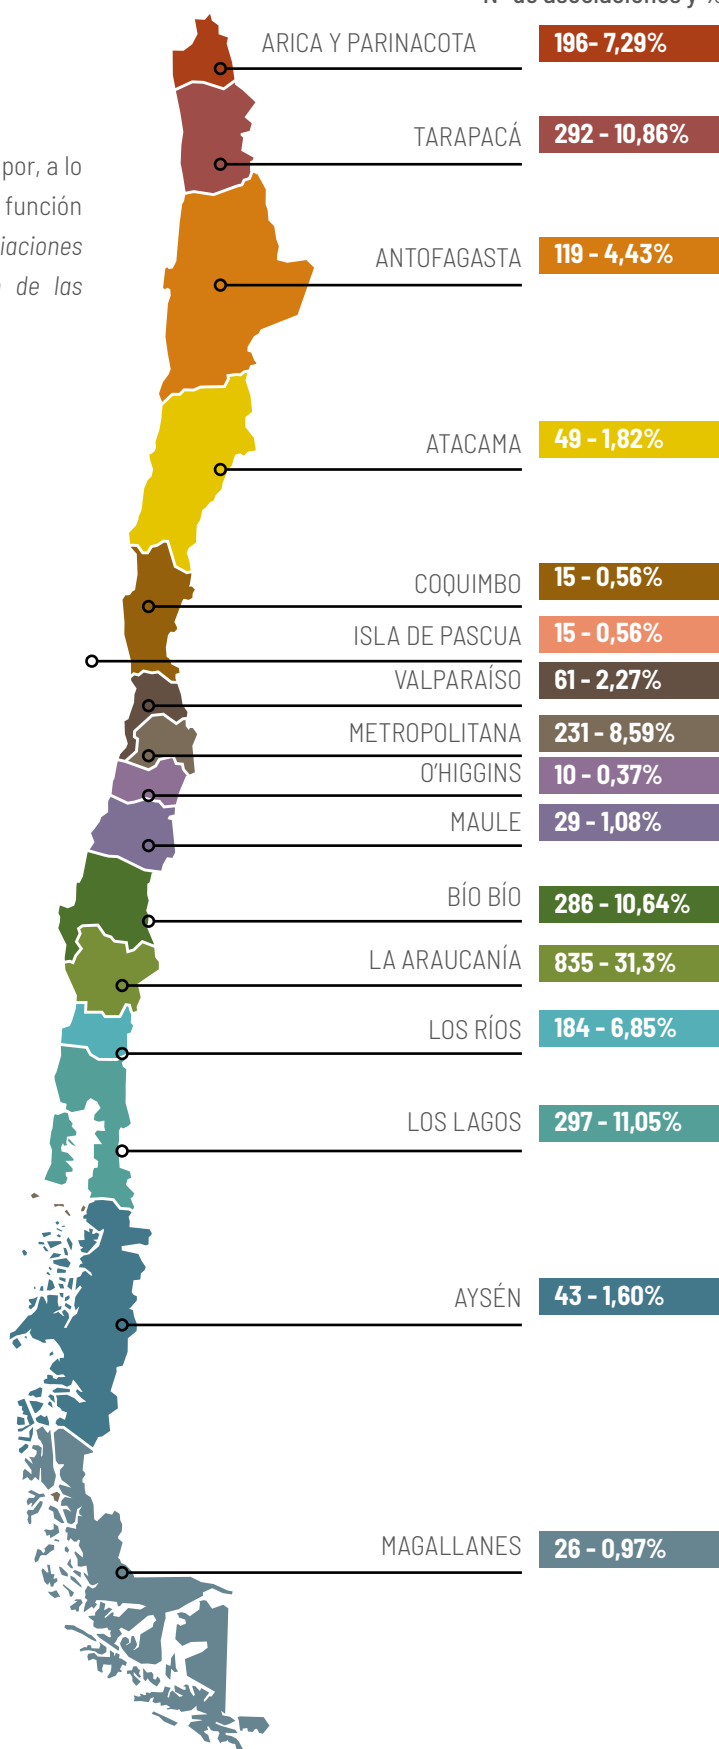 Nº de asociaciones y %
ARICA Y PARINACOTA
196- 7,29%
TARAPACÁ
292 - 10,86%
por, a lo
función
iaciones
de las
ANTOFAGASTA
119 - 4,43%
ATACAMA
49 - 1,82%
COQUIMBO
15 - 0,56%
ISLA DE PASCUA
15 - 0,56%
VALPARAÍSO
61 - 2,27%
METROPOLITANA
231 - 8,59%
O'HIGGINS
10 - 0,37%
MAULE
29 - 1,08%
BÍO BÍO
286 - 10,64%
LA ARAUCANÍA
835 - 31,3%
LOS RÍOS
184 - 6,85%
LOS LAGOS
297 - 11,05%
AYSÉN
43 - 1,60%
MAGALLANES
26 - 0,97%